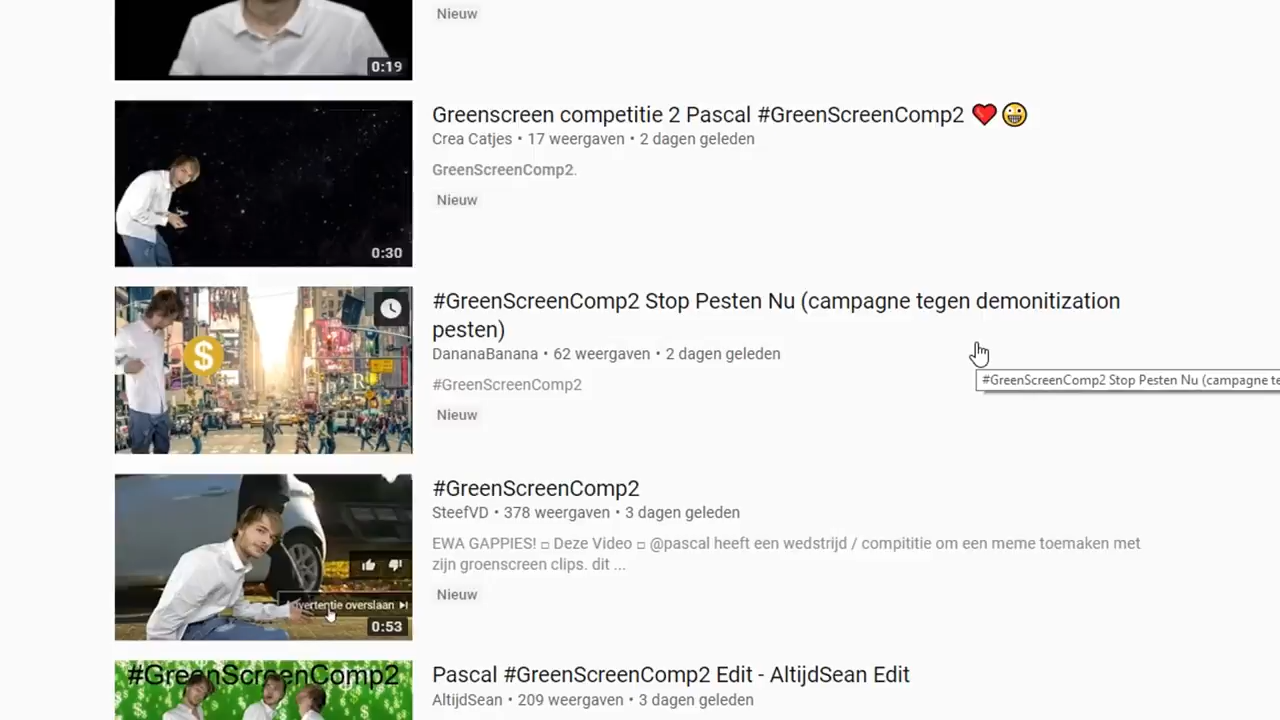 Nieuw
0:19
Greenscreen competitie 2 Pascal #GreenScreenComp2 ❤️😀
Crea Catjes • 17 weergaven • 2 dagen geleden
GreenScreenComp2.
Nieuw
0:30
#GreenScreenComp2 Stop Pesten Nu (campagne tegen demonitization
pesten)
DananaBanana • 62 weergaven • 2 dagen geleden
#GreenScreenComp2 Stop Pesten Nu (campagne te
#GreenScreenComp2
Nieuw
$
#GreenScreenComp2
SteefVD • 378 weergaven • 3 dagen geleden
EWA GAPPIES! □ Deze Video □ @pascal heeft een wedstrijd / compititie om een meme toemaken met
zijn groenscreen clips. dit ...
Nieuw
overslaan
0:53
#GreenScreenComp2
Pascal #GreenScreenComp2 Edit - AltijdSean Edit
AltijdSean • 209 weergaven • 3 dagen geleden